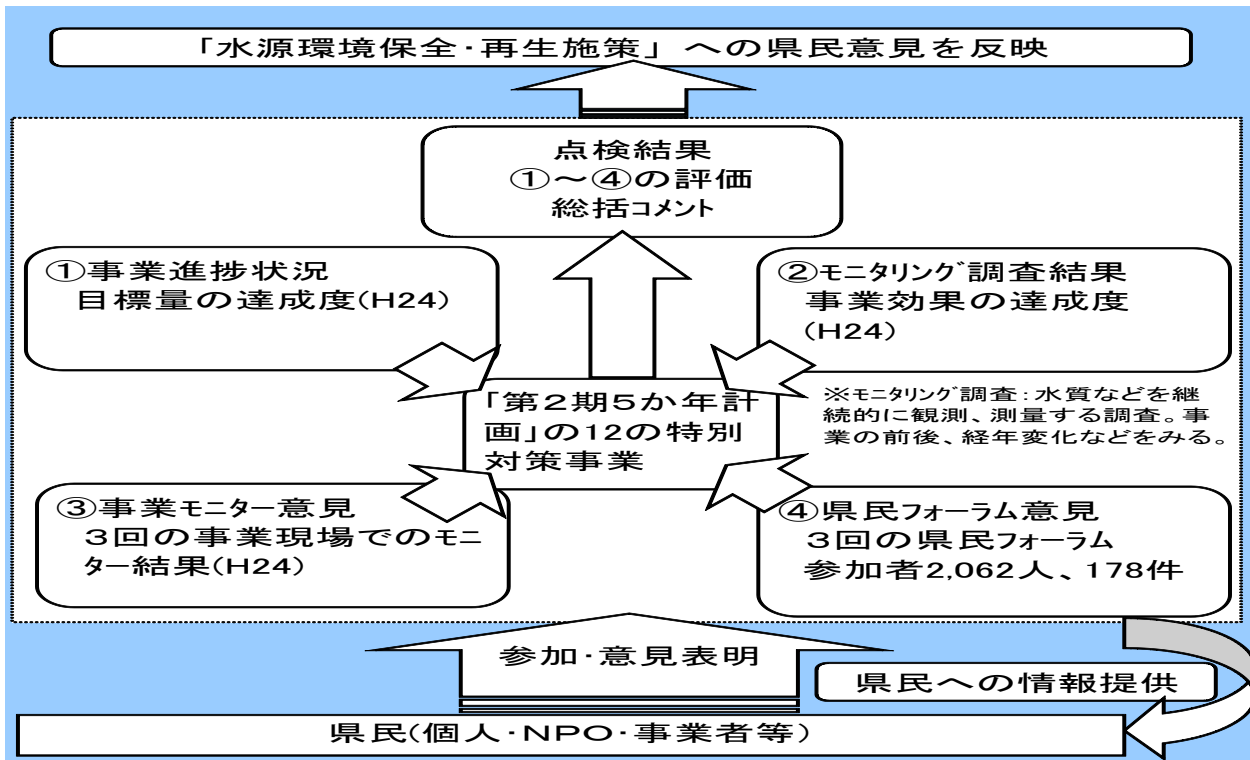 「水源環境保全・再生施策」 への県民意見を反映
点検結果
①～④の評価
総括コメント
①事業進捗状況
目標量の達成度(H24)
②モニタリング調査結果
事業効果の達成度
(H24)
「第２期５か年計
画」の12の特別
対策事業
※モニタリング調査：水質などを継
続的に観測、測量する調査。事
業の前後、経年変化などをみる。
③事業モニター意見
３回の事業現場でのモニ
ター結果(H24)
④県民フォーラム意見
３回の県民フォーラム
参加者2,062人、178件
参加・意見表明
県民への情報提供
県民(個人・NPO・事業者等)